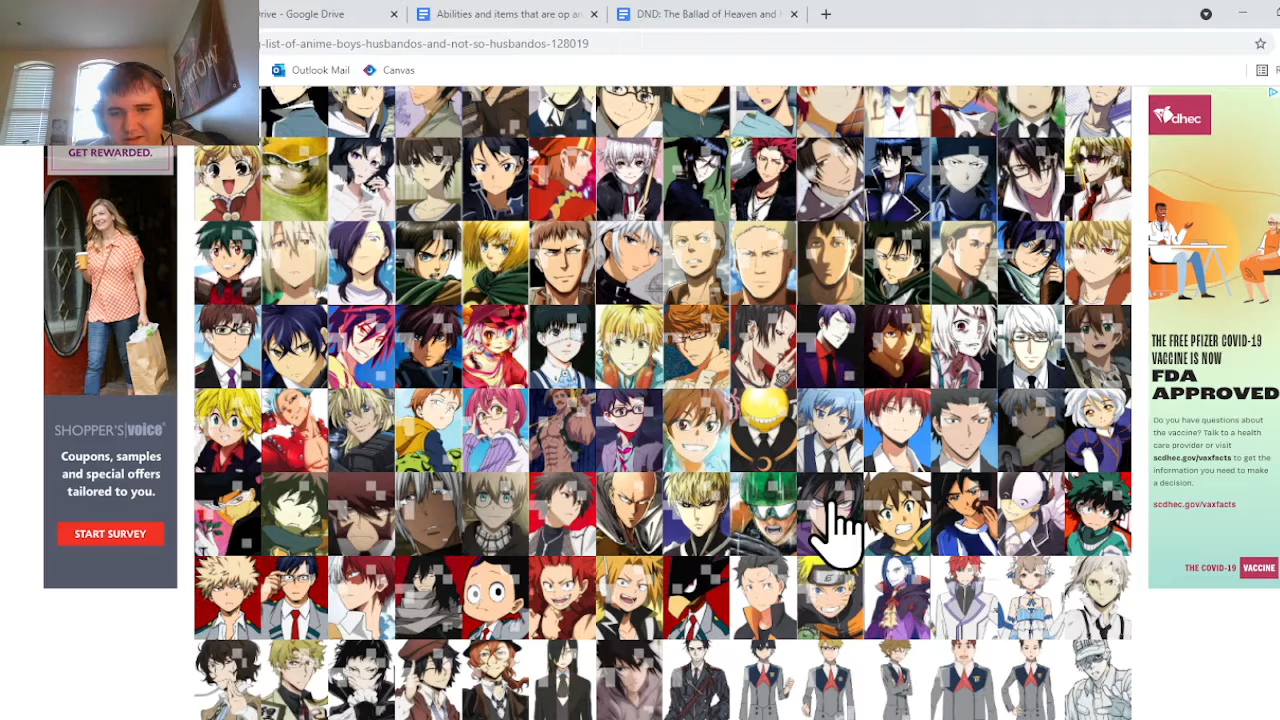 rive - Google Drive
Abilities and items that are op an
DND: The Ballad of Heaven and
-list-of-anime-boys-husbandos-and-not-so-husbandos-128019
Outlook Mail
Canvas
GET REWARDED.
SHOPPER'S voice
Coupons, samples
and special offers
tailored to you.
START SURVEY
dhec
THE FREE PFIZER COVID-19
VACCINE IS NOW
FDA
APPROVED
Do you have questions about
the vaccine? Talk to a health
care provider or visit
scdhec.gov/vaxfacts to get the
information you need to make
a decision.
scdhec.gov/vaxfacts
THE COVID-19 VACCINE